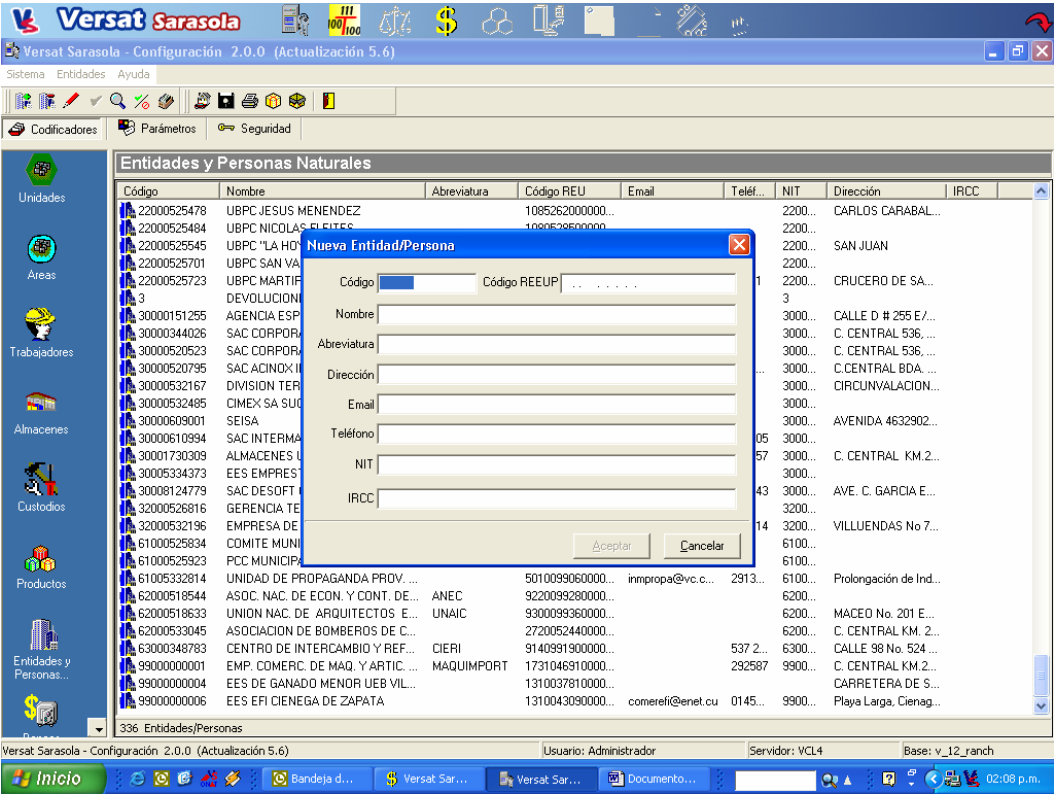 Versat Sarasola
Versat Sarasola - Configuración 2.0.0 (Actualización 5.6)
Sistema Entidades Ayuda
Codificadores Parámetros Seguridad
Entidades y Personas Naturales
Código Nombre Abreviatura Código REU Email Teléf... NIT Dirección IRCC
22000525478 UBPC JESUS MENENDEZ 1085262000000... 2200... CARLOS CARABAL...
22000525484 UBPC NICOLAS FLEITES 1080528500000... 2200...
22000525545 UBPC "LA HO 2200... SAN JUAN
22000525701 UBPC SAN VA 2200...
22000525723 UBPC MARTIF 1 2200... CRUCERO DE SA...
3 DEVOLUCION 3
30000151255 AGENCIA ESP 3000... CALLE D # 255 E/...
30000344026 SAC CORPOR 3000... C. CENTRAL 536, ...
30000520523 SAC CORPOR 3000... C. CENTRAL 536, ...
30000520795 SAC ACINOX I ... 3000... C.CENTRAL BDA. ...
30000532167 DIVISION TER 3000... CIRCUNVALACION...
30000532485 CIMEX SA SUC 3000...
30000609001 SEISA 3000... AVENIDA 4632902...
30000610994 SAC INTERMA 05 3000...
30001730309 ALMACENES U 57 3000... C. CENTRAL KM.2...
30005334373 EES EMPREST 3000...
30008124779 SAC DESOFT 43 3000... AVE. C. GARCIA E...
32000526816 GERENCIA TE 3200...
32000532196 EMPRESA DE 14 3200... VILLUENDAS No 7...
61000525834 COMITE MUNI 6100...
61000525923 PCC MUNICIPA 6100...
61005332814 UNIDAD DE PROPAGANDA PROV. ... 5010099060000... inmpropa@vc.c... 2913... 6100... Prolongación de Ind...
62000518544 ASOC. NAC. DE ECON. Y CONT. DE... ANEC 9220099280000... 6200...
62000518633 UNION NAC. DE ARQUITECTOS E... UNAIC 9300099360000... 6200... MACEO No. 201 E...
62000533045 ASOCIACION DE BOMBEROS DE C... 2720052440000... 6200... C. CENTRAL KM. 2...
63000348783 CENTRO DE INTERCAMBIO Y REF... CIERI 9140991900000... 537 2... 6300... CALLE 98 No. 524 ...
99000000001 EMP. COMERC. DE MAQ. Y ARTIC. ... MAQUIMPORT 1731046910000... 292587 9900... C. CENTRAL KM.2...
99000000004 EES DE GANADO MENOR UEB VIL... 1310037810000... CARRETERA DE S...
99000000006 EES EFI CIENEGA DE ZAPATA 1310043090000... comerefi@enet.cu 0145... 9900... Playa Larga, Cienag...
336 Entidades/Personas
Unidades
Areas
Trabajadores
Almacenes
Custodios
Productos
Entidades y
Personas...
Nueva Entidad/Persona
Código Código REEUP . . . . . . .
Nombre
Abreviatura
Dirección
Email
Teléfono
NIT
IRCC
Aceptar Cancelar
Versat Sarasola - Configuración 2.0.0 (Actualización 5.6) Usuario: Administrador Servidor: VCL4 Base: v_12_ranch
Inicio Bandeja d... Versat Sar... Versat Sar... Documento... 02:08 p.m.